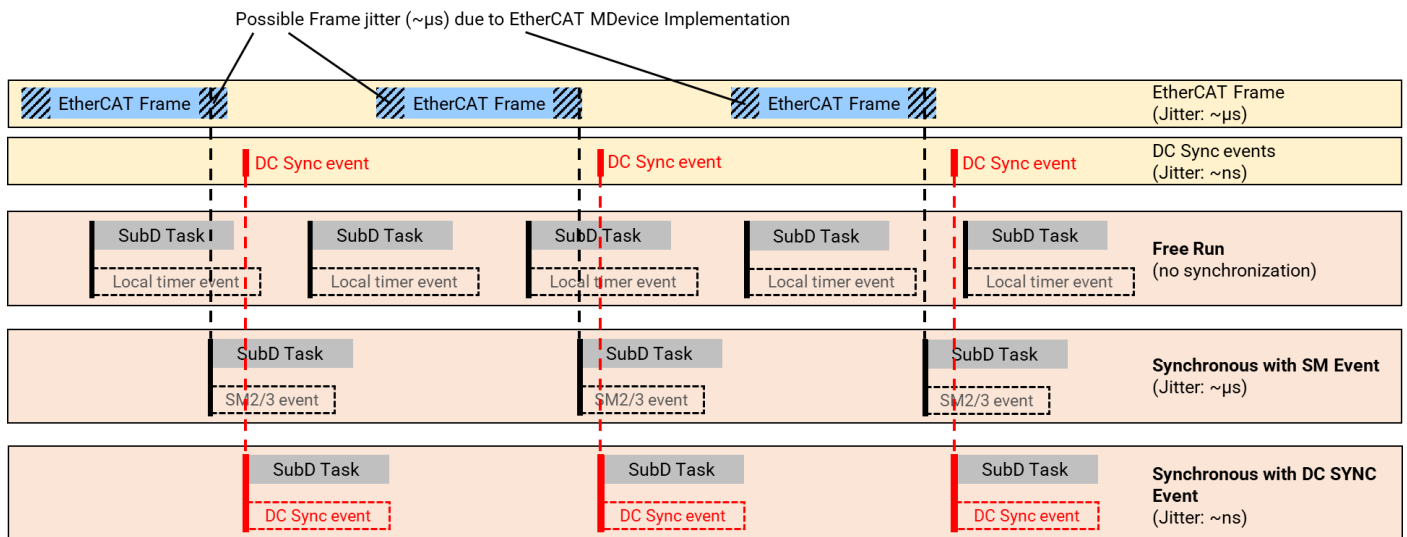 Possible Frame jitter (~µs) due to EtherCAT MDevice Implementation
EtherCAT Frame
EtherCAT Frame
EtherCAT Frame
EtherCAT Frame
(Jitter: ~µs)
DC Sync event
DC Sync event
DC Sync event
DC Sync events
(Jitter: ~ns)
SubD Task
SubD Task
SubD Task
SubD Task
SubD Task
Local timer event
Local timer event
Local timer event
Local timer event
Local timer event
Free Run
(no synchronization)
SubD Task
SubD Task
SubD Task
SM2/3 event
SM2/3 event
SM2/3 event
Synchronous with SM Event
(Jitter: ~µs)
SubD Task
SubD Task
SubD Task
DC Sync event
DC Sync event
DC Sync event
Synchronous with DC SYNC
Event
(Jitter: ~ns)